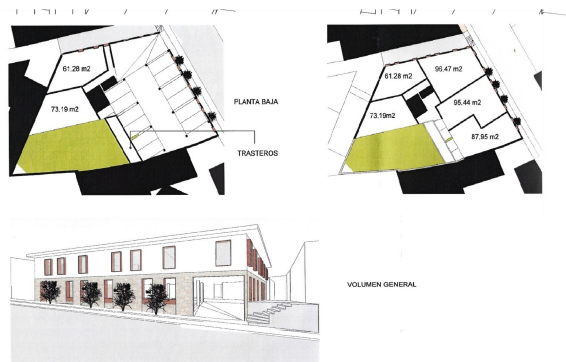 61.28 m2
73.19 m2
PLANTA BAJA
TRASTEROS
61.28 m2
96.47 m2
95.44 m2
73.19m2
87.95 m2
VOLUMEN GENERAL